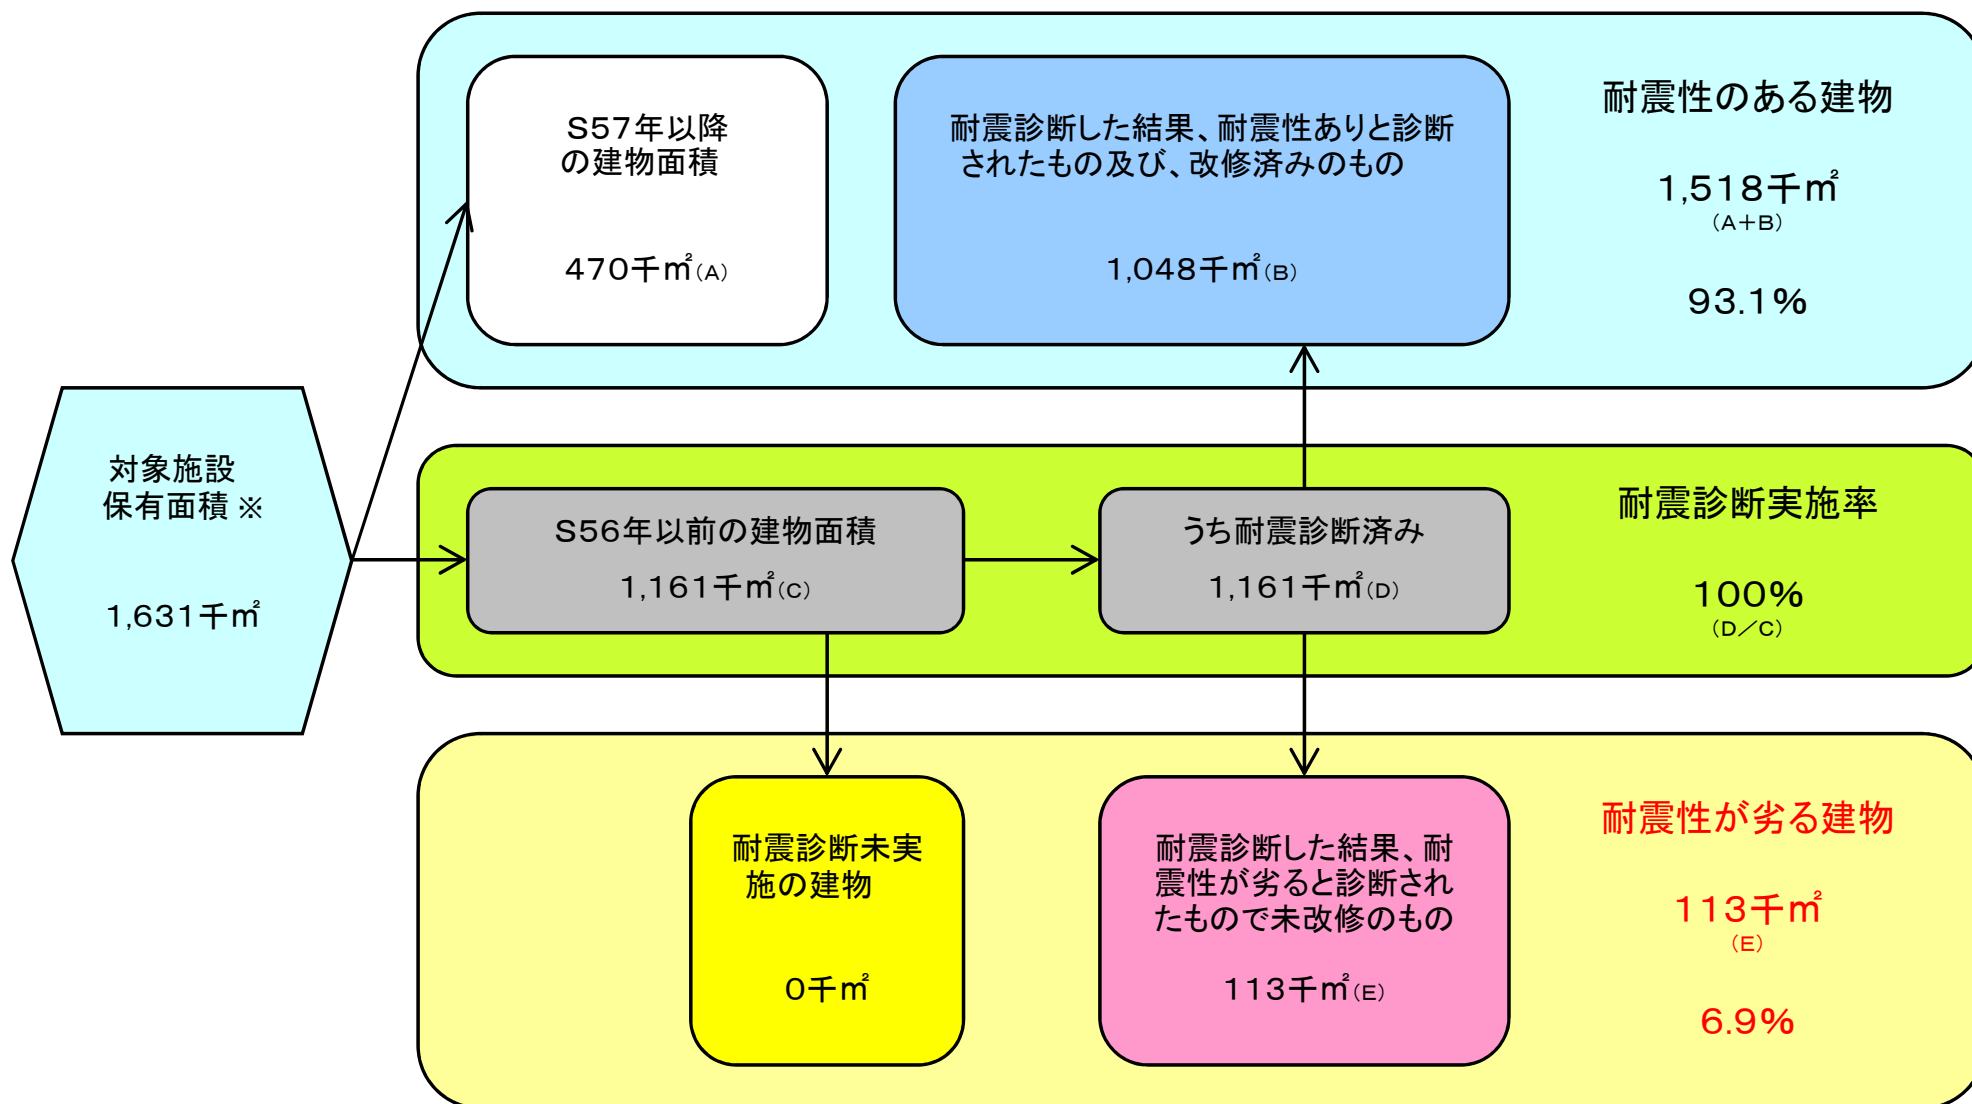 S57年以降
の建物面積
470千㎡(A)
耐震診断した結果、耐震性ありと診断
されたもの及び、改修済みのもの
1,048千㎡(B)
耐震性のある建物
1,518千㎡
(A+B)
93.1%
対象施設
保有面積 ※
1,631千㎡
S56年以前の建物面積
1,161千㎡(C)
うち耐震診断済み
1,161千㎡(D)
耐震診断実施率
100%
(D/C)
耐震診断未実
施の建物
0千㎡
耐震診断した結果、耐
震性が劣ると診断され
たもので未改修のもの
113千㎡(E)
耐震性が劣る建物
113千㎡
(E)
6.9%